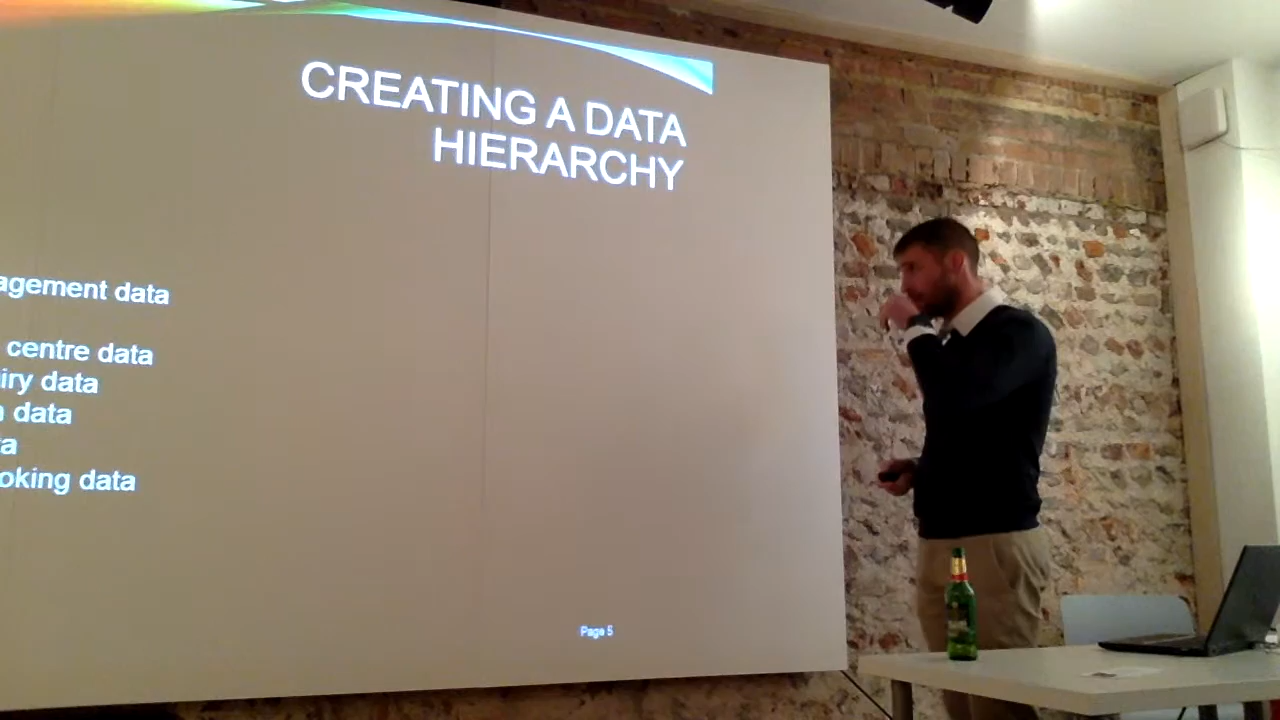 CREATING A DATA
HIERARCHY
agement data
centre data
iry data
data
a
oking data
Page 5